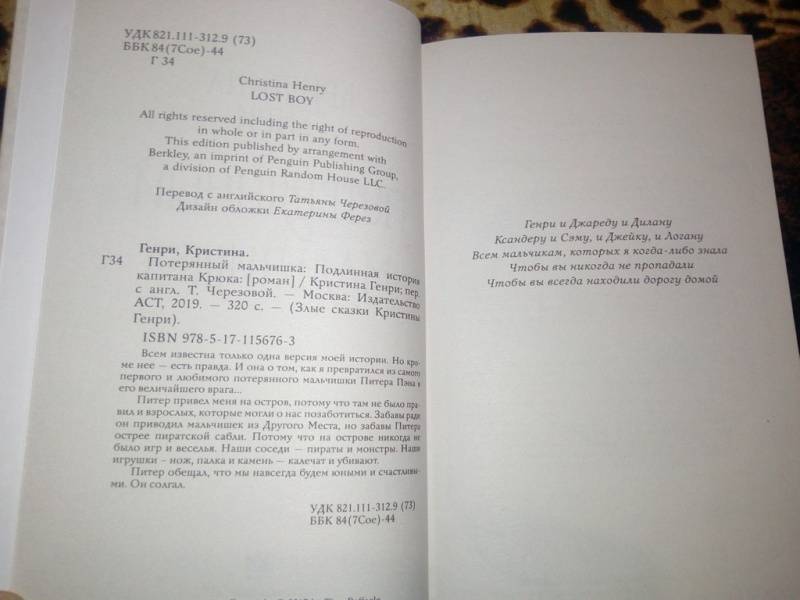 УДК 821.111-312.9 (73)
ББК 84(7Сое)-44
Г 34
Christina Henry
LOST BOY
All rights reserved including the right of reproduction
in whole or in part in any form.
This edition published by arrangement with
Berkley, an imprint of Penguin Publishing Group,
a division of Penguin Random House LLC.
Перевод с английского Татьяны Черезовой
Дизайн обложки Екатерины Ферез
Генри, Кристина.
Г34 Потерянный мальчишка: Подлинная история
капитана Крюка: [роман] / Кристина Генри; пер.
с англ. Т. Черезовой. — Москва: Издательство
АСТ, 2019. — 320 с. — (Злые сказки Кристины
Генри).
ISBN 978-5-17-115676-3
Всем известна только одна версия моей истории. Но кро-
ме нее — есть правда. И она о том, как я превратился из самого
первого и любимого потерянного мальчишки Питера Пэна в
его величайшего врага...
Питер привел меня на остров, потому что там не было пра-
вил и взрослых, которые могли о нас позаботиться. Забавы ради
он приводил мальчишек из Другого Места, но забавы Питера
острее пиратской сабли. Потому что на острове никогда не
было игр и веселья. Наши соседи — пираты и монстры. Наши
игрушки - нож, палка и камень — калечат и убивают.
Питер обещал, что мы навсегда будем юными и счастливы-
ми. Он солгал.
УДК 821.111-312.9 (73)
ББК 84(7Сое)-44
Генри и Джареду и Дилану
Ксандеру и Сэму, и Джейку, и Логану
Всем мальчикам, которых я когда-либо знала
Чтобы вы никогда не пропадали
Чтобы вы всегда находили дорогу домой